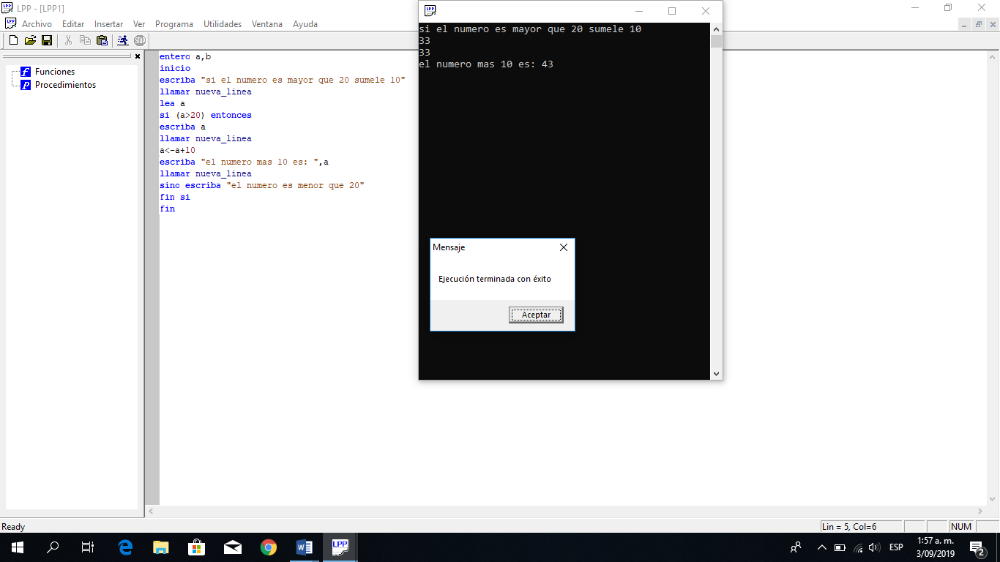 LPP - [LPP1]
Archivo Editar Insertar Ver Programa Utilidades Ventana Ayuda
STOP
Funciones
Procedimientos
entero a,b
inicio
escriba "si el numero es mayor que 20 sumele 10"
llamar nueva_linea
lea a
si (a>20) entonces
escriba a
llamar nueva_linea
a<-a+10
escriba "el numero mas 10 es: ",a
llamar nueva_linea
sino escriba "el numero es menor que 20"
fin si
fin
LPP
si el numero es mayor que 20 sumele 10
33
33
el numero mas 10 es: 43
Mensaje
Ejecución terminada con éxito
Aceptar
Ready
Lin = 5, Col=6
NUM
LPP
ESP
1:57 a. m.
3/09/2019
2